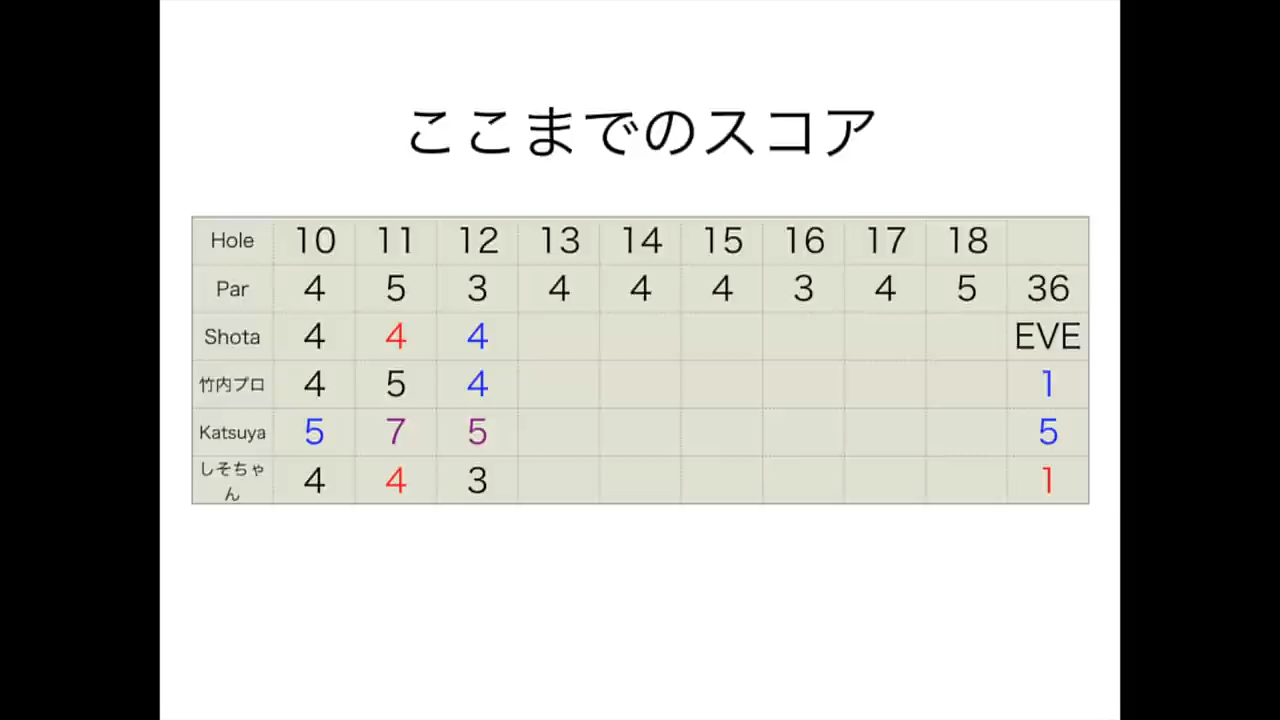 ここまでのスコア
Hole 10 11 12 13 14 15 16 17 18
Par 4 5 3 4 4 4 3 4 5 36
Shota 4 4 4 EVE
竹内プロ 4 5 4 1
Katsuya 5 7 5 5
しそちゃ
ん 4 4 3 1